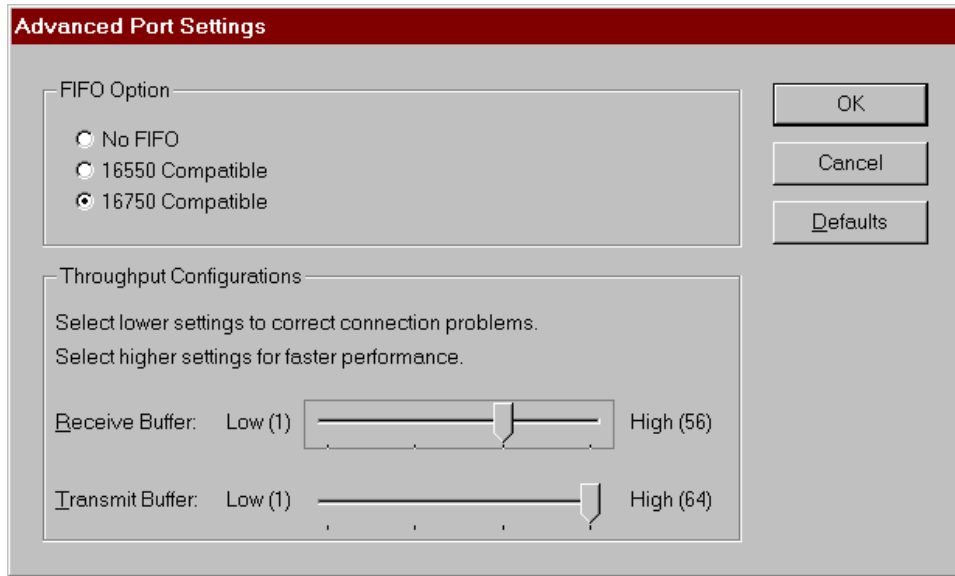 Advanced Port Settings
FIFO Option
No FIFO
16550 Compatible
16750 Compatible
OK
Cancel
Defaults
Throughput Configurations
Select lower settings to correct connection problems.
Select higher settings for faster performance.
Receive Buffer: Low (1) High (56)
Transmit Buffer: Low (1) High (64)